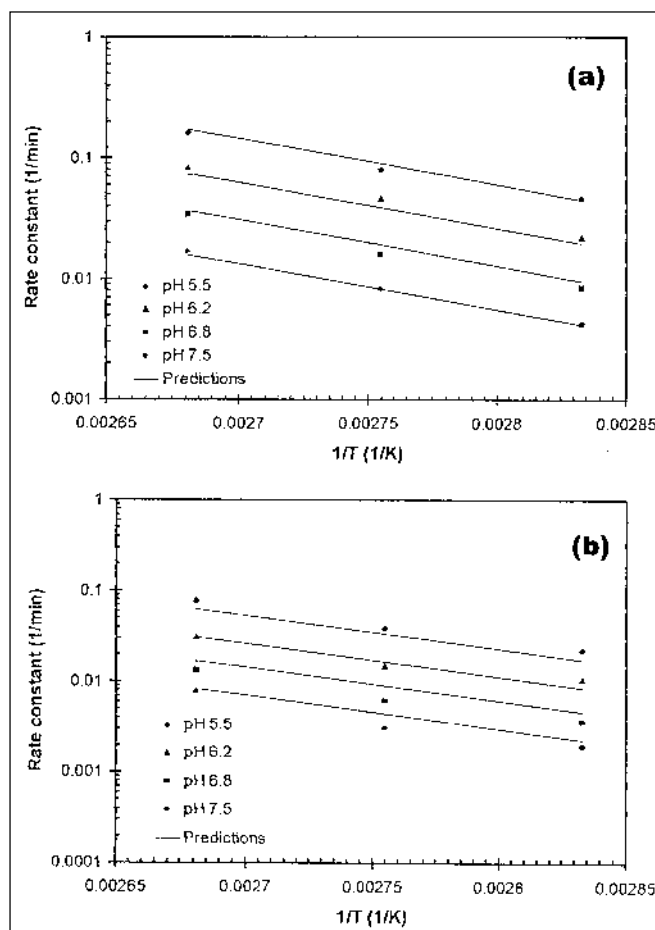 (a)
1
0.1
0.01
0.001
Rate constant (1/min)
pH 5.5
pH 6.2
pH 6.8
pH 7.5
Predictions
0.00265
0.0027
0.00275
0.0028
0.00285
1/T (1/K)
(b)
1
0.1
0.01
0.001
0.0001
Rate constant (1/min)
pH 5.5
pH 6.2
pH 6.8
pH 7.5
Predictions
0.00265
0.0027
0.00275
0.0028
0.00285
1/T (1/K)